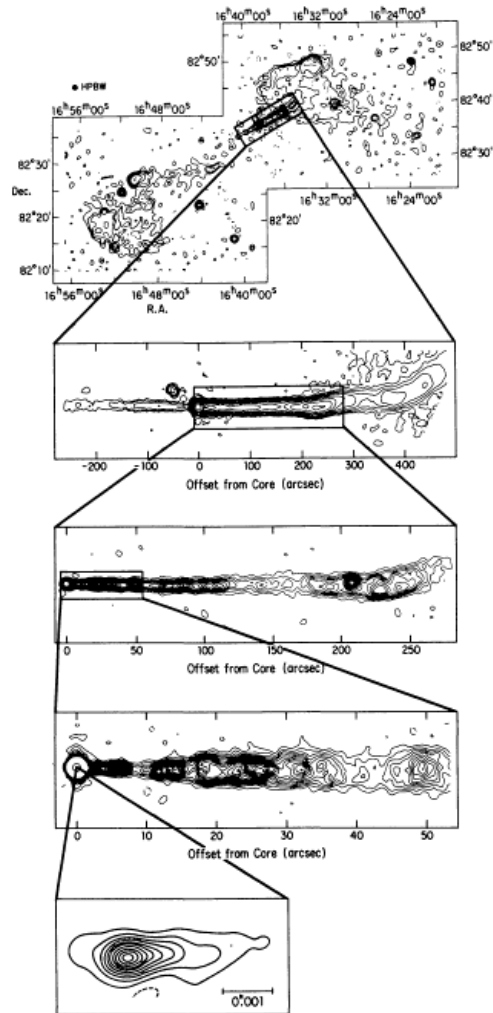 16ʰ40ᵐ00ˢ 16ʰ32ᵐ00ˢ 16ʰ24ᵐ00ˢ
82°50'
82°50'
HPBW
16ʰ56ᵐ00ˢ 16ʰ48ᵐ00ˢ
82°40'
82°30'
82°30'
Dec.
16ʰ32ᵐ00ˢ 16ʰ24ᵐ00ˢ
82°20'
82°20'
82°10'
16ʰ56ᵐ00ˢ 16ʰ48ᵐ00ˢ 16ʰ40ᵐ00ˢ
R.A.
-200 -100 0 100 200 300 400
Offset from Core (arcsec)
0 50 100 150 200 250
Offset from Core (arcsec)
0 10 20 30 40 50
Offset from Core (arcsec)
0".001